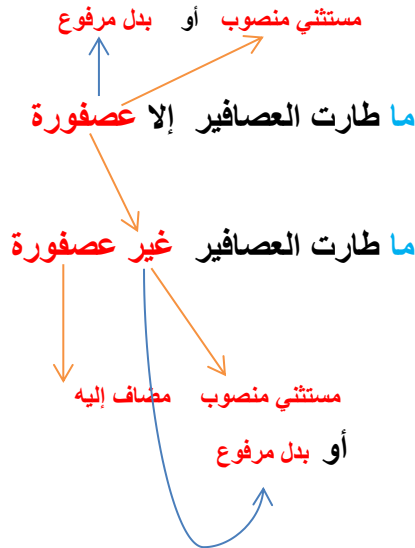 مستثني منصوب أو بدل مرفوع
ما طارت العصافير إلا عصفورة
ما طارت العصافير غير عصفورة
مستثني منصوب مضاف إليه
أو بدل مرفوع